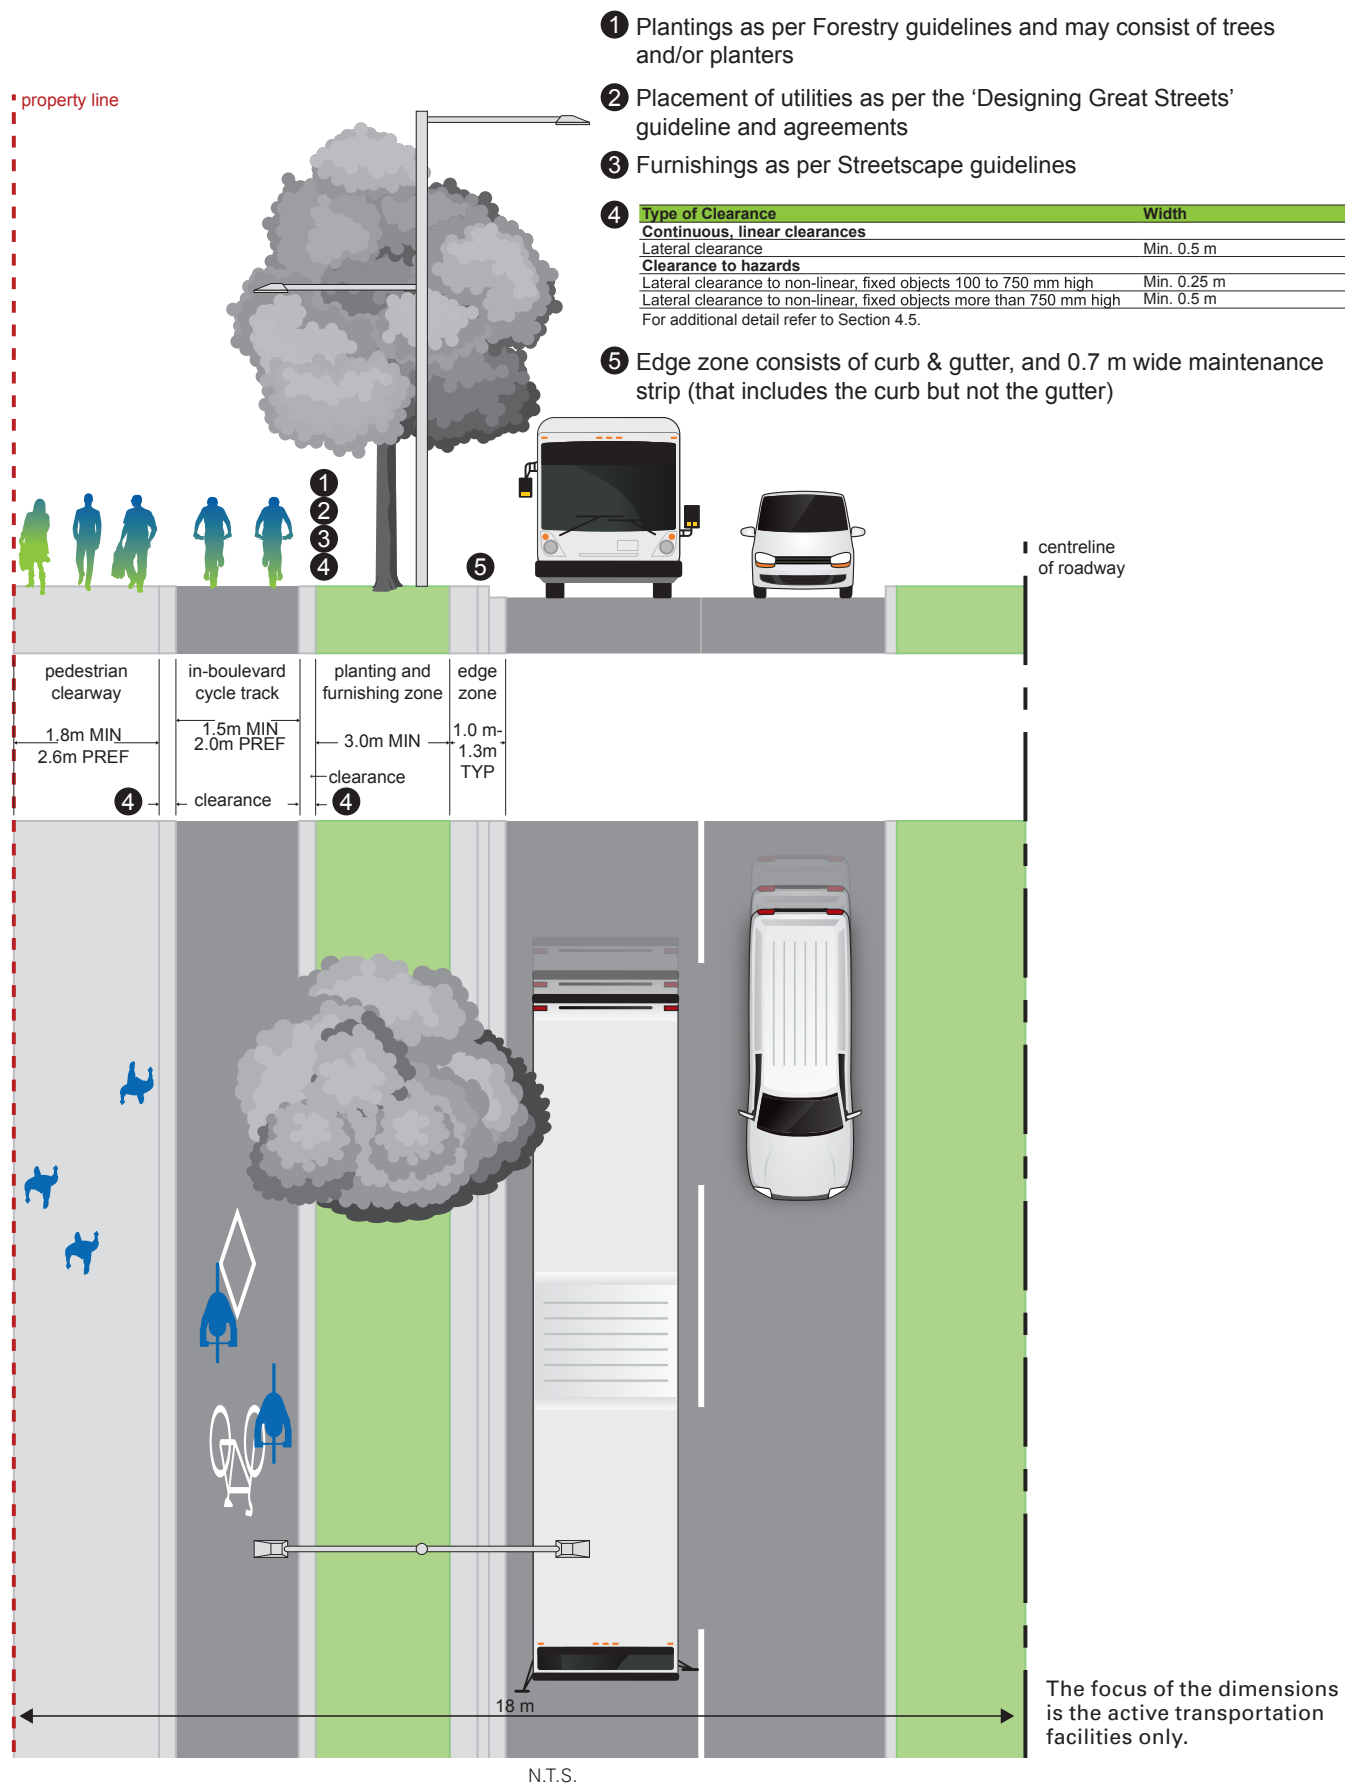 1 Plantings as per Forestry guidelines and may consist of trees
and/or planters
property line
2 Placement of utilities as per the ‘Designing Great Streets’
guideline and agreements
3 Furnishings as per Streetscape guidelines
4
Type of Clearance Width
Continuous, linear clearances
Lateral clearance Min. 0.5 m
Clearance to hazards
Lateral clearance to non-linear, fixed objects 100 to 750 mm high Min. 0.25 m
Lateral clearance to non-linear, fixed objects more than 750 mm high Min. 0.5 m
For additional detail refer to Section 4.5.
5 Edge zone consists of curb & gutter, and 0.7 m wide maintenance
strip (that includes the curb but not the gutter)
1
2
3
4
5
centreline
of roadway
pedestrian
clearway
1.8m MIN
2.6m PREF
in-boulevard
cycle track
1.5m MIN
2.0m PREF
planting and
furnishing zone
3.0m MIN
edge
zone
1.0 m-
1.3m
TYP
clearance
4
clearance
4
18 m
The focus of the dimensions
is the active transportation
facilities only.
N.T.S.